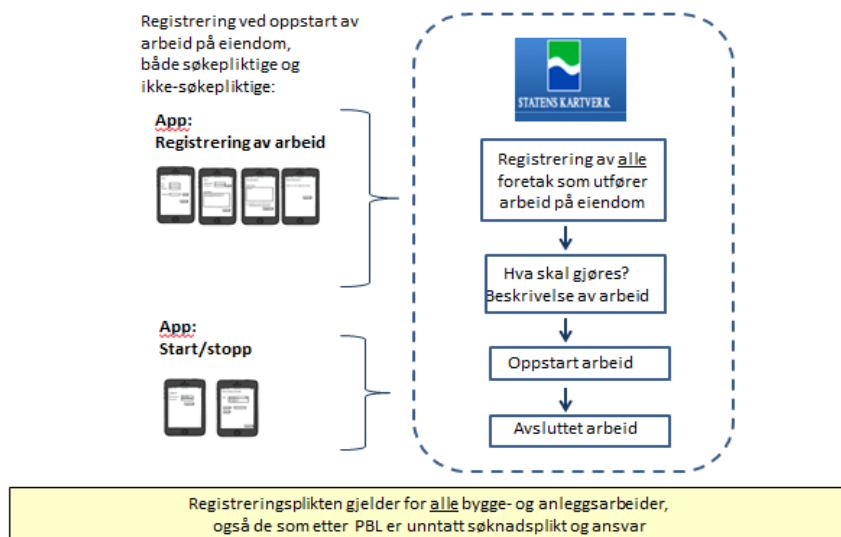 Registrering ved oppstart av
arbeid på eiendom,
både søkepliktige og
ikke-søkepliktige:
App:
Registrering av arbeid
App:
Start/stopp
STATENS KARTVERK
Registrering av alle
foretak som utfører
arbeid på eiendom
Hva skal gjøres?
Beskrivelse av arbeid
Oppstart arbeid
Avsluttet arbeid
Registreringsplikten gjelder for alle bygge- og anleggsarbeider,
også de som etter PBL er unntatt søknadsplikt og ansvar